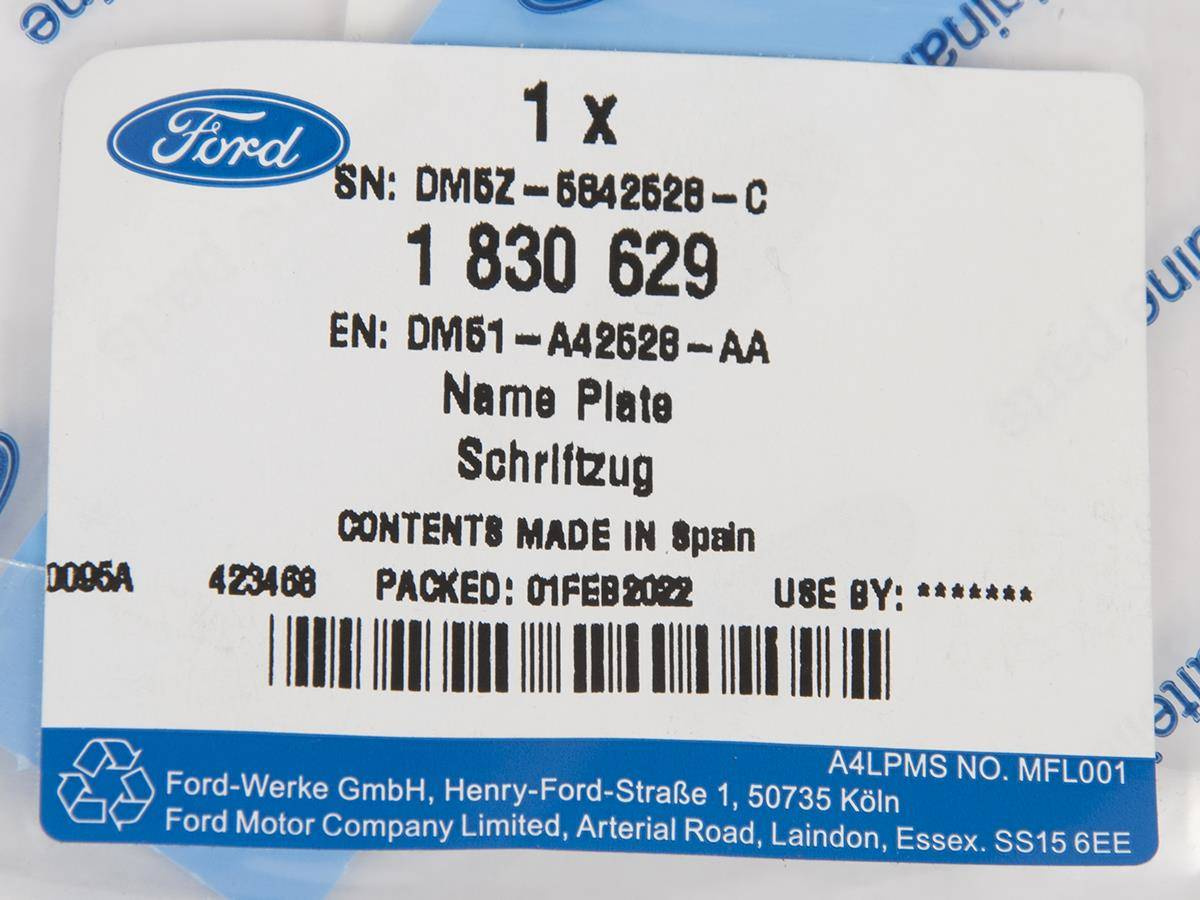 Ford
1 x
SN: DM5Z-5842528-C
1 830 629
EN: DM51-A42528-AA
Name Plate
Schriftzug
CONTENTS MADE IN Spain
0095A 423468 PACKED: 01FEB2022 USE BY: *******
A4LPMS NO. MFL001
Ford-Werke GmbH, Henry-Ford-Straße 1, 50735 Köln
Ford Motor Company Limited, Arterial Road, Laindon, Essex. SS15 6EE